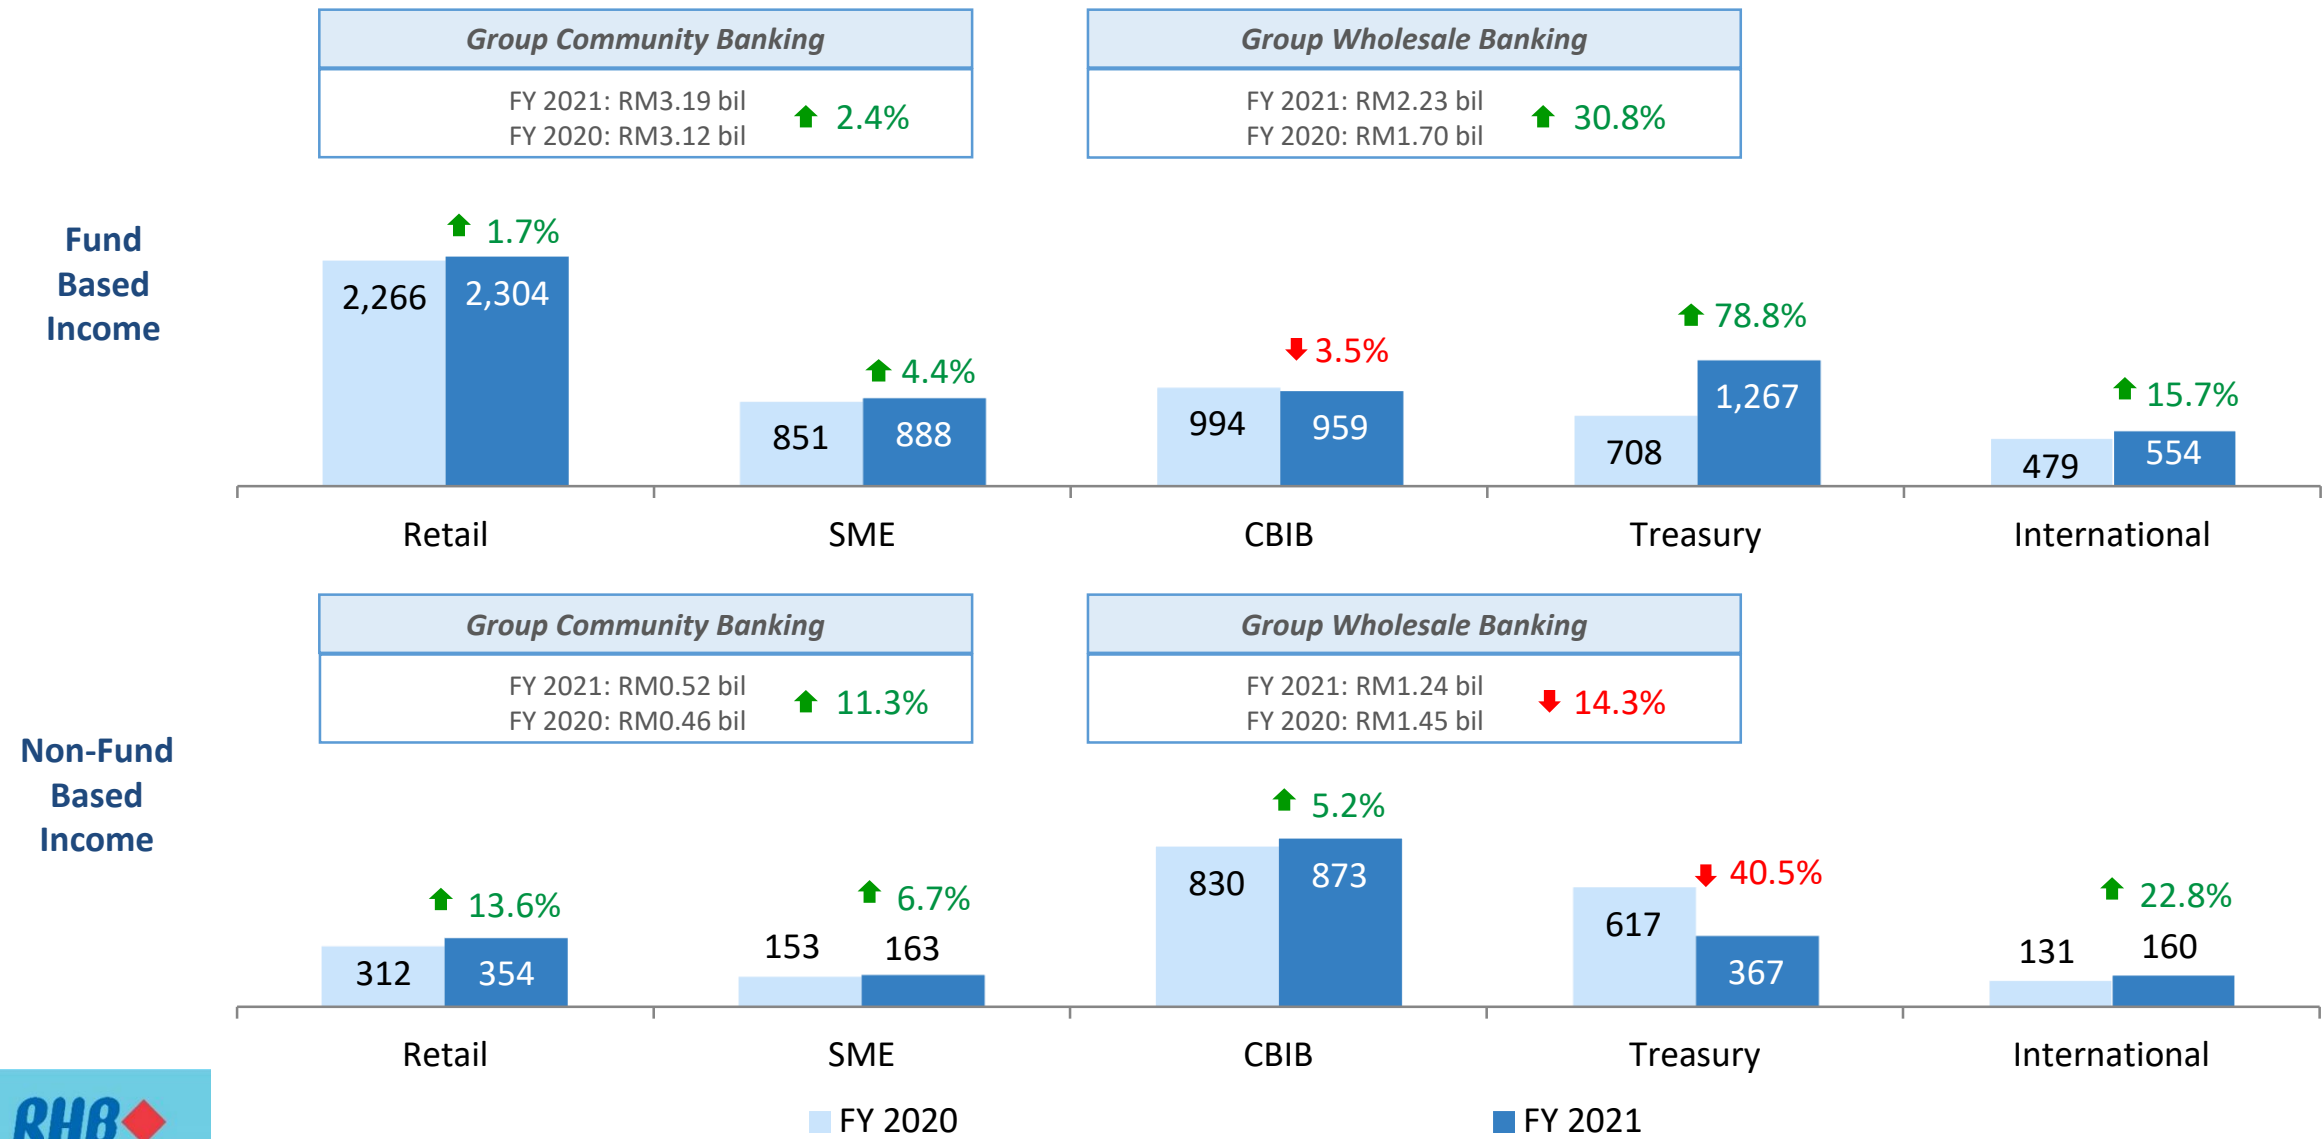 Group Community Banking
FY 2021: RM3.19 bil
FY 2020: RM3.12 bil
2.4%
Group Wholesale Banking
FY 2021: RM2.23 bil
FY 2020: RM1.70 bil
30.8%
Fund
Based
Income
1.7%
2,266
2,304
4.4%
851
888
3.5%
994
959
78.8%
708
1,267
15.7%
479
554
Retail
SME
CBIB
Treasury
International
Group Community Banking
FY 2021: RM0.52 bil
FY 2020: RM0.46 bil
11.3%
Group Wholesale Banking
FY 2021: RM1.24 bil
FY 2020: RM1.45 bil
14.3%
Non-Fund
Based
Income
13.6%
312
354
6.7%
153
163
5.2%
830
873
40.5%
617
367
22.8%
131
160
Retail
SME
CBIB
Treasury
International
RHB
FY 2020
FY 2021